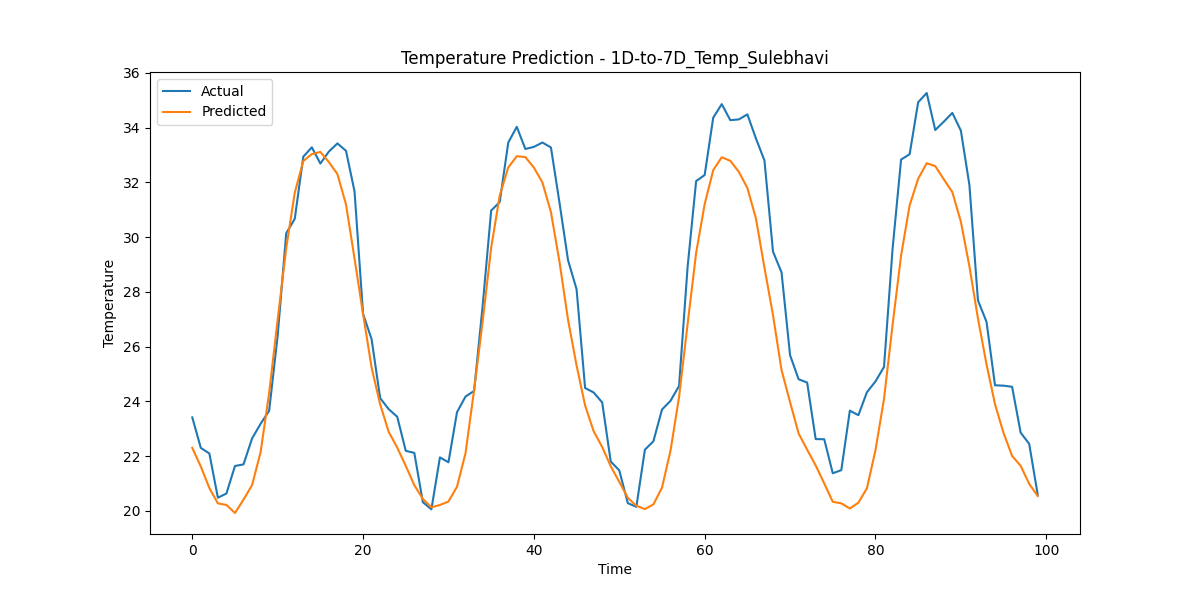 Temperature Prediction - 1D-to-7D_Temp_Sulebhavi
Actual
Predicted
36
34
32
30
28
26
24
22
20
Temperature
0 20 40 60 80 100
Time